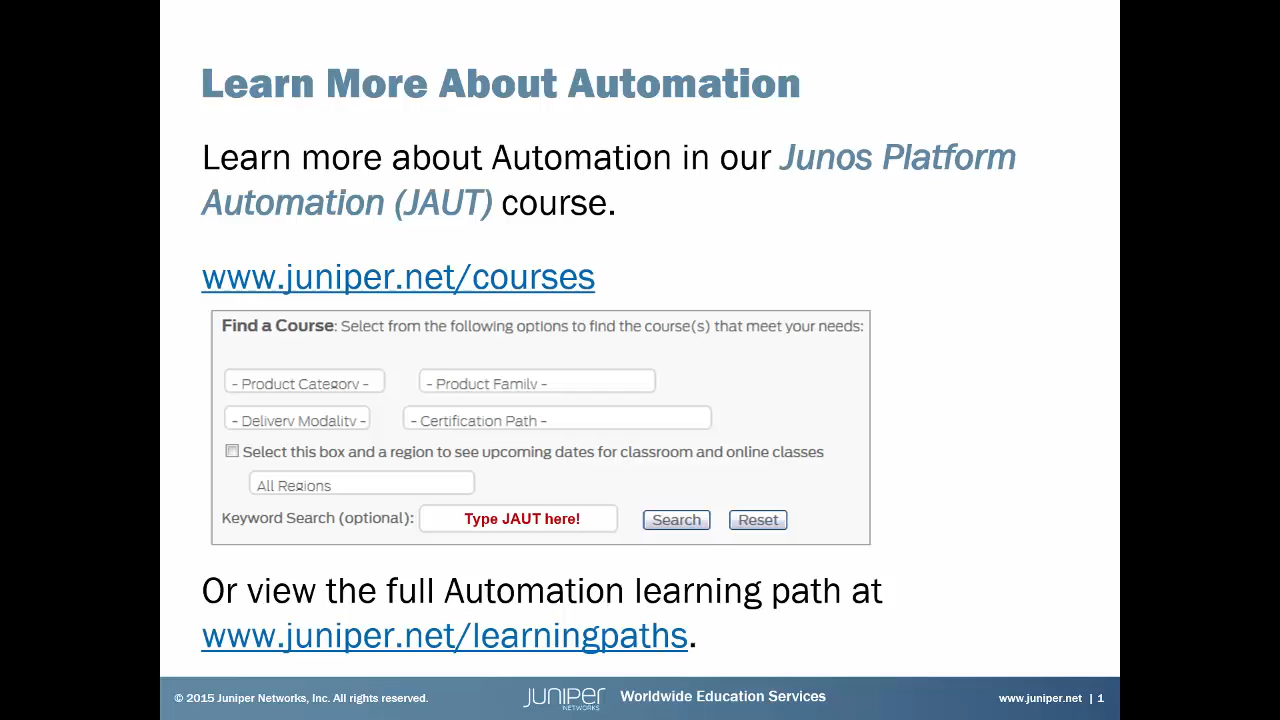 Learn More About Automation
Learn more about Automation in our Junos Platform
Automation (JAUT) course.
www.juniper.net/courses
Find a Course: Select from the following options to find the course(s) that meet your needs:
- Product Category -
- Product Family -
- Delivery Modality -
- Certification Path -
Select this box and a region to see upcoming dates for classroom and online classes
All Regions
Keyword Search (optional): Type JAUT here! Search Reset
Or view the full Automation learning path at
www.juniper.net/learningpaths.
© 2015 Juniper Networks, Inc. All rights reserved.
JUNIPER
NETWORKS
Worldwide Education Services
www.juniper.net | 1